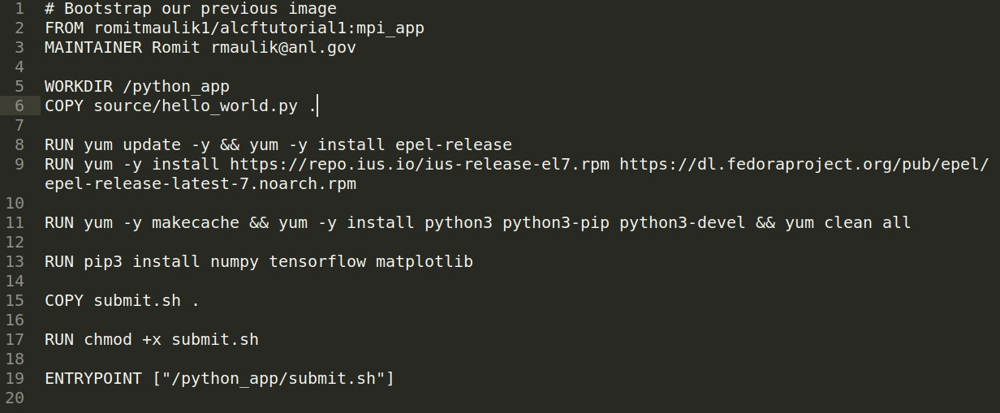 1 # Bootstrap our previous image
2 FROM romitmaulik1/alcftutorial1:mpi_app
3 MAINTAINER Romit rmaulik@anl.gov
4
5 WORKDIR /python_app
6 COPY source/hello_world.py .
7
8 RUN yum update -y && yum -y install epel-release
9 RUN yum -y install https://repo.ius.io/ius-release-el7.rpm https://dl.fedoraproject.org/pub/epel/
epel-release-latest-7.noarch.rpm
10
11 RUN yum -y makecache && yum -y install python3 python3-pip python3-devel && yum clean all
12
13 RUN pip3 install numpy tensorflow matplotlib
14
15 COPY submit.sh .
16
17 RUN chmod +x submit.sh
18
19 ENTRYPOINT ["/python_app/submit.sh"]
20